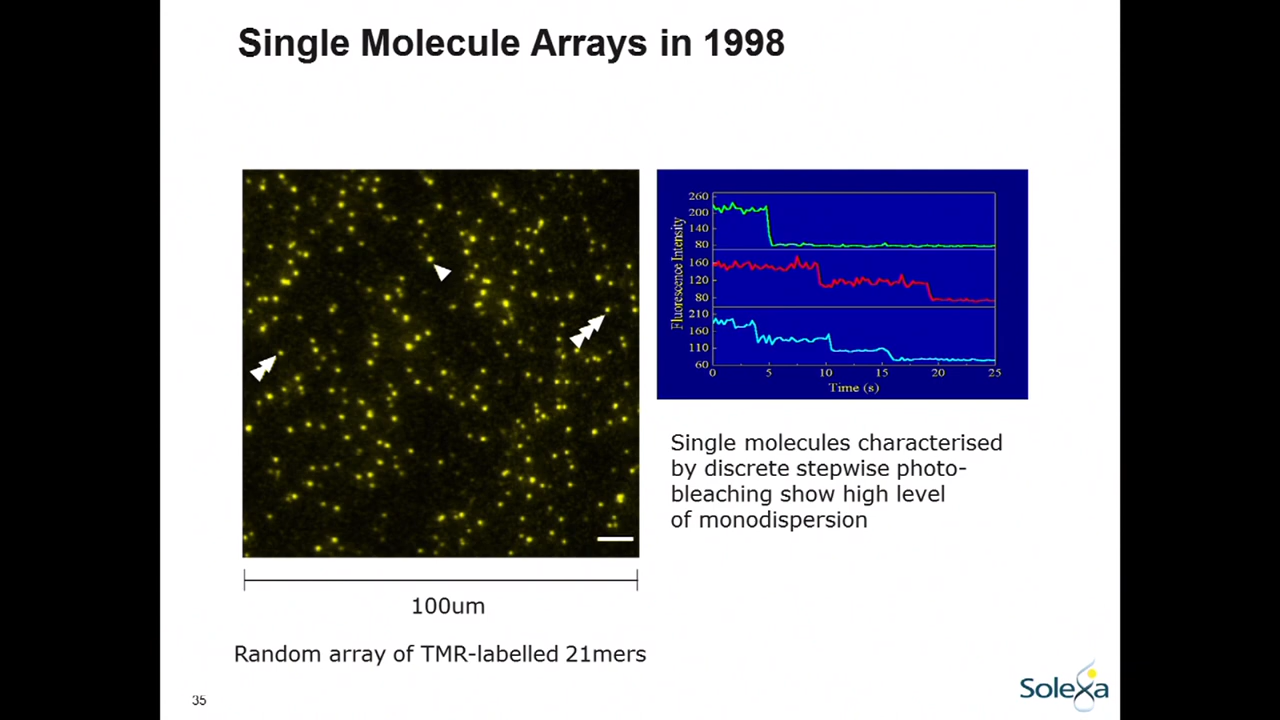 Single Molecule Arrays in 1998
260
200
140
80
160
120
80
210
160
110
60
Fluorescence Intensity
0 5 10 15 20 25
Time (s)
Single molecules characterised
by discrete stepwise photo-
bleaching show high level
of monodispersion
100um
Random array of TMR-labelled 21mers
35
Solexa